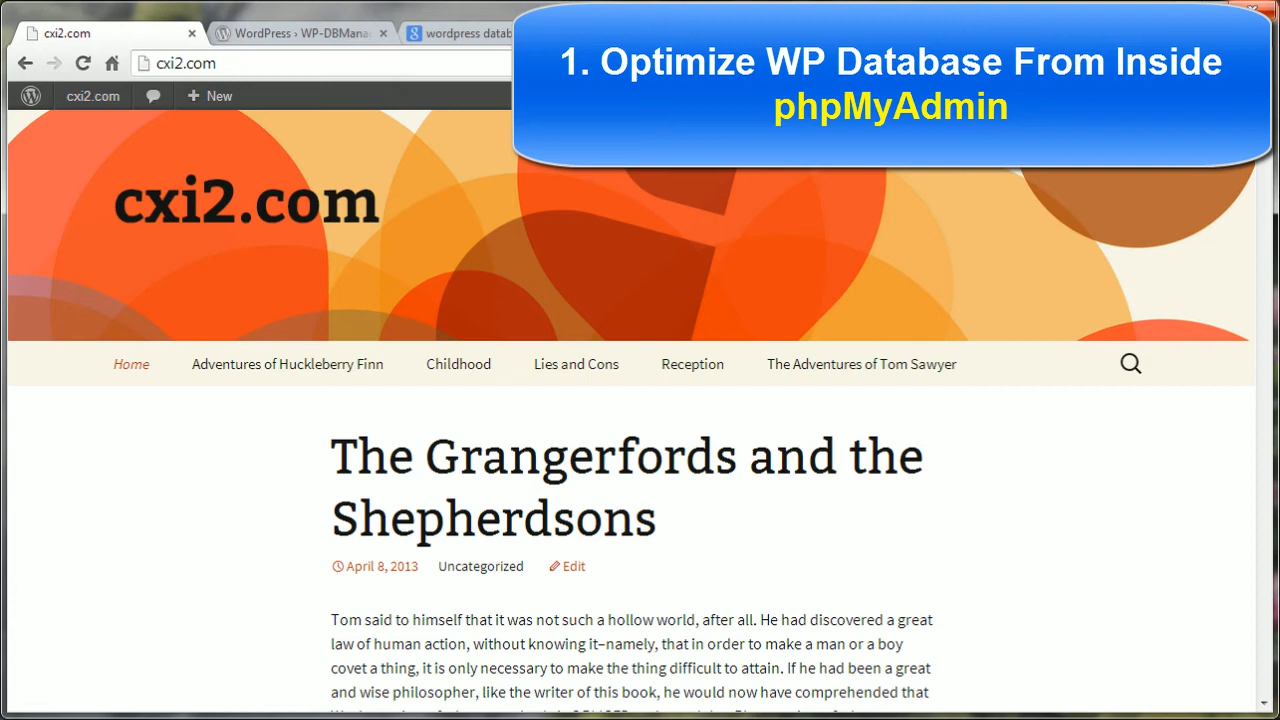 cxi2.com
WordPress › WP-DBMana
wordpress datab
1. Optimize WP Database From Inside
phpMyAdmin
cxi2.com
cxi2.com
New
cxi2.com
Home
Adventures of Huckleberry Finn
Childhood
Lies and Cons
Reception
The Adventures of Tom Sawyer
The Grangerfords and the
Shepherdsons
April 8, 2013
Uncategorized
Edit
Tom said to himself that it was not such a hollow world, after all. He had discovered a great
law of human action, without knowing it–namely, that in order to make a man or a boy
covet a thing, it is only necessary to make the thing difficult to attain. If he had been a great
and wise philosopher, like the writer of this book, he would now have comprehended that